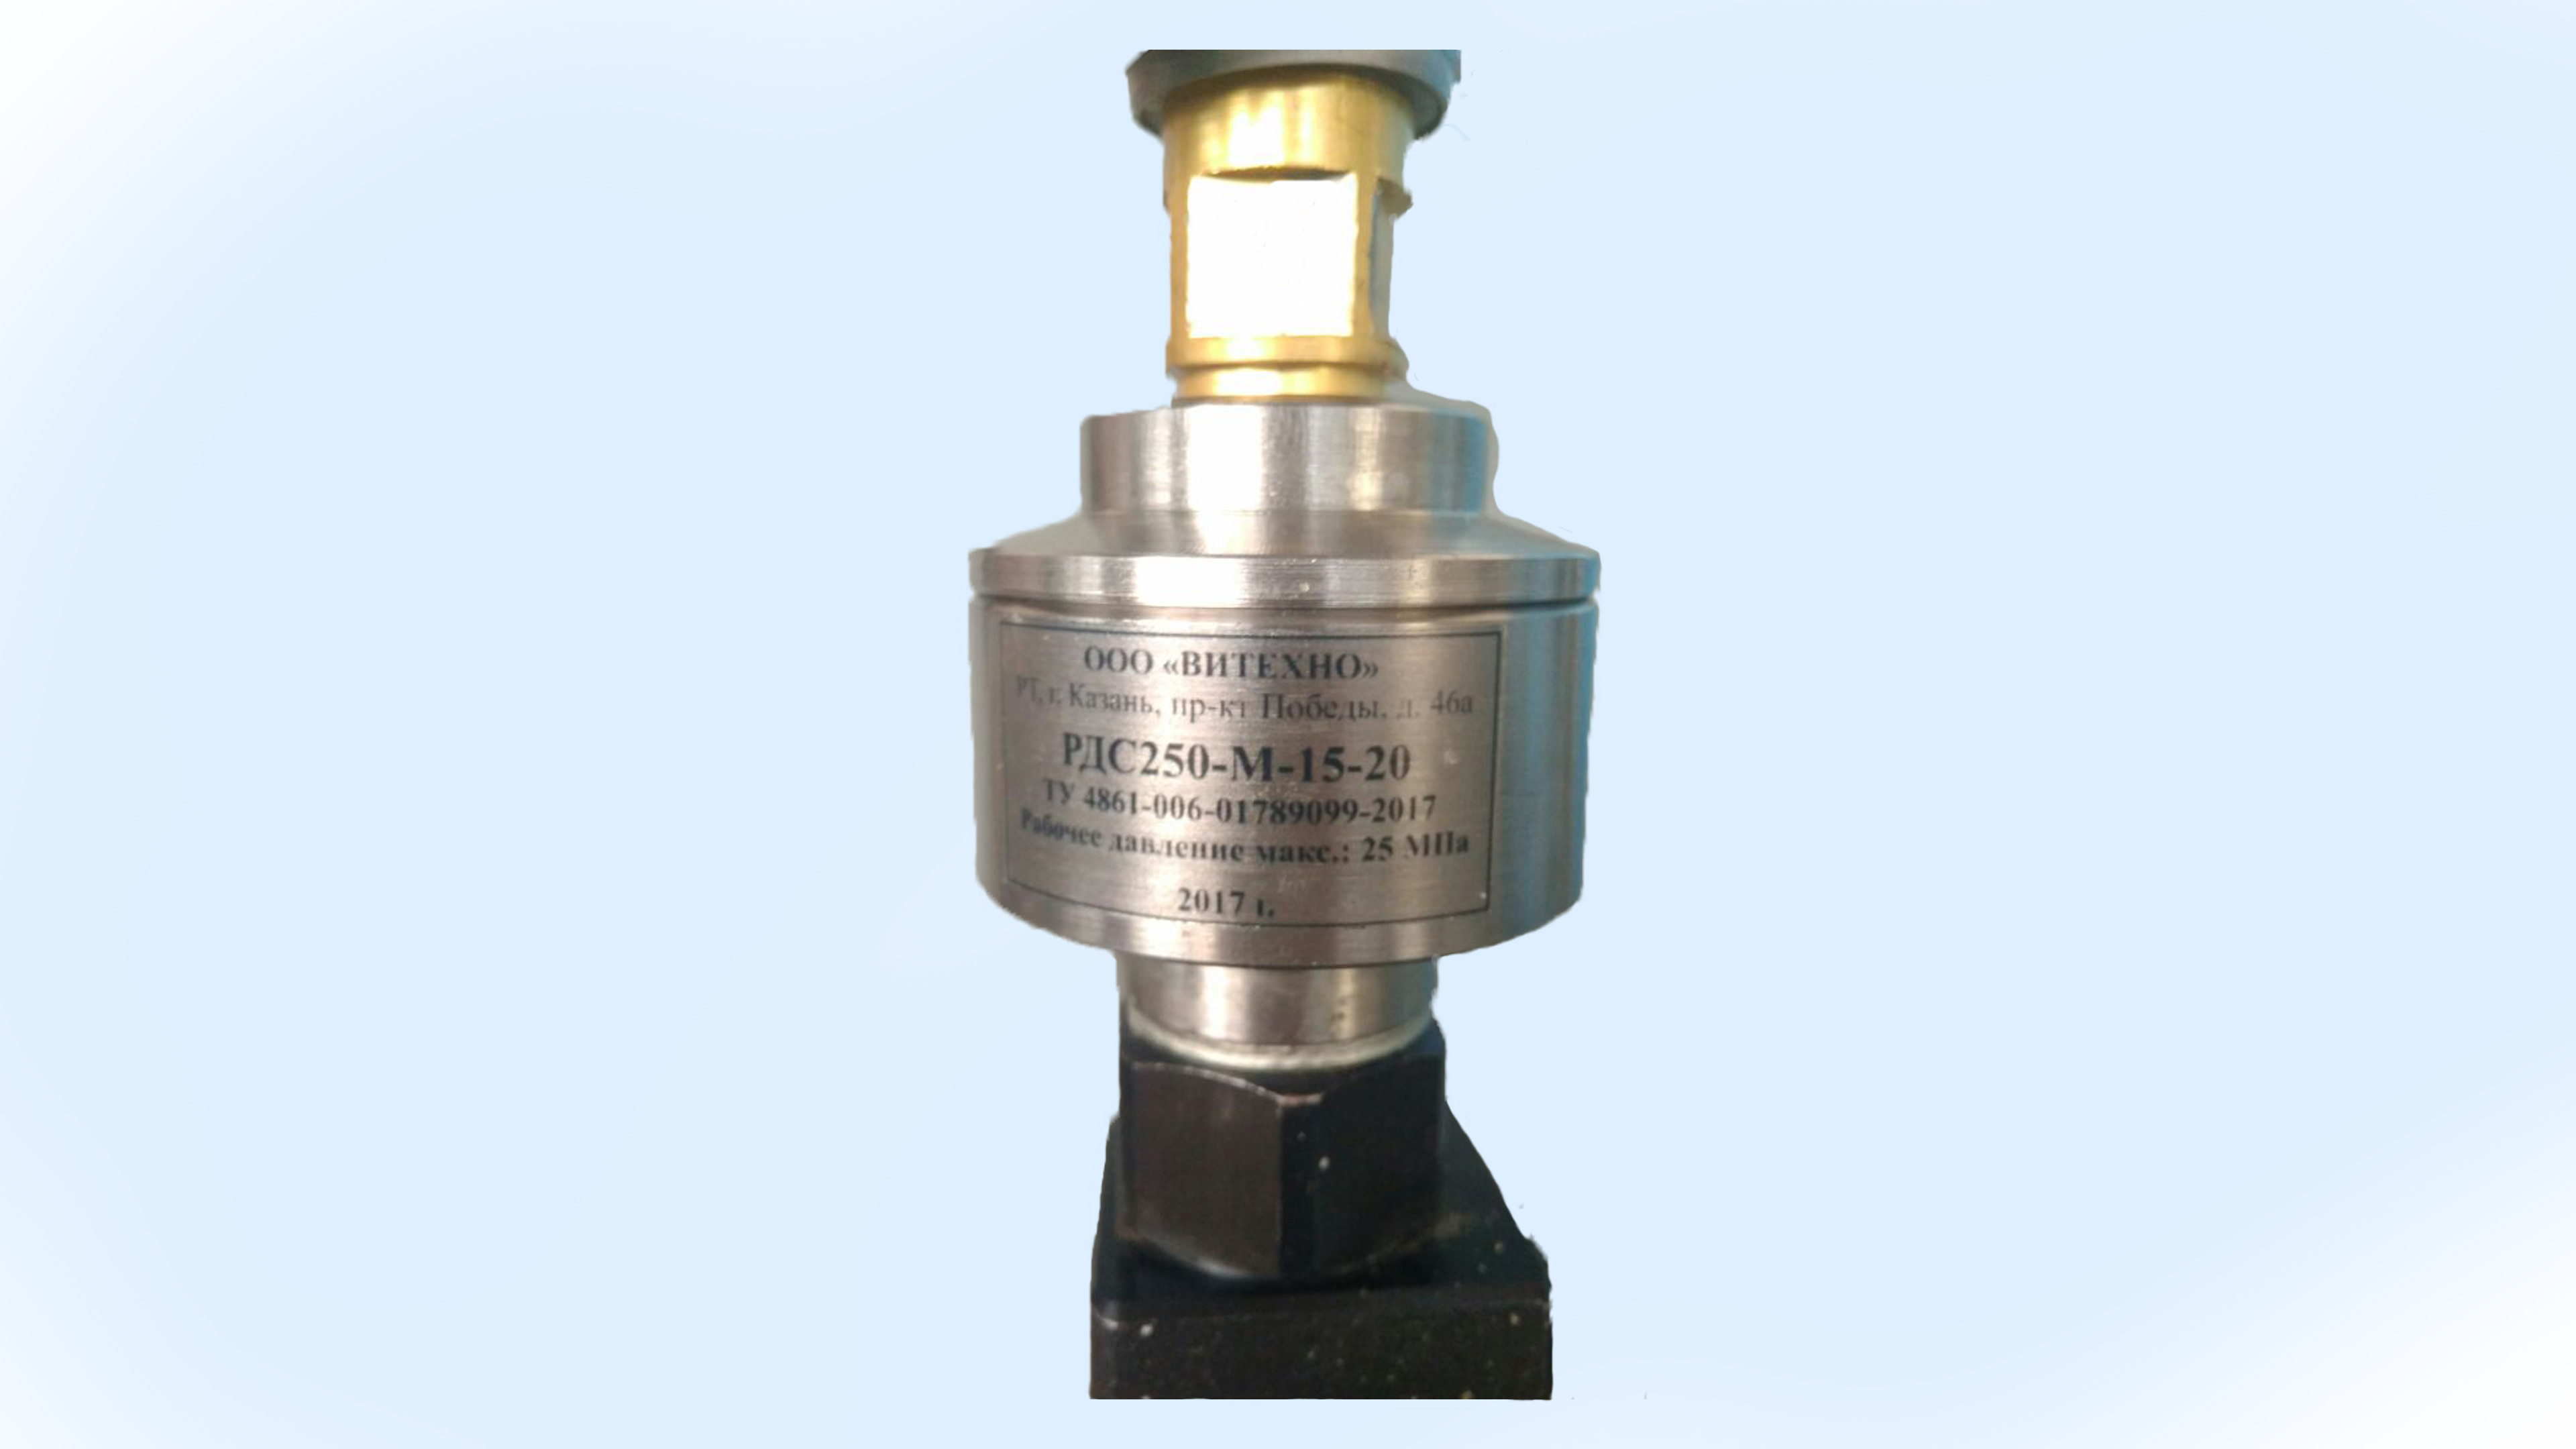 ООО «ВИТЕХНО»
РТ, г. Казань, пр-кт Победы, д. 46а
РДС250-М-15-20
ТУ 4861-006-01789099-2017
Рабочее давление макс.: 25 МПа
2017 г.